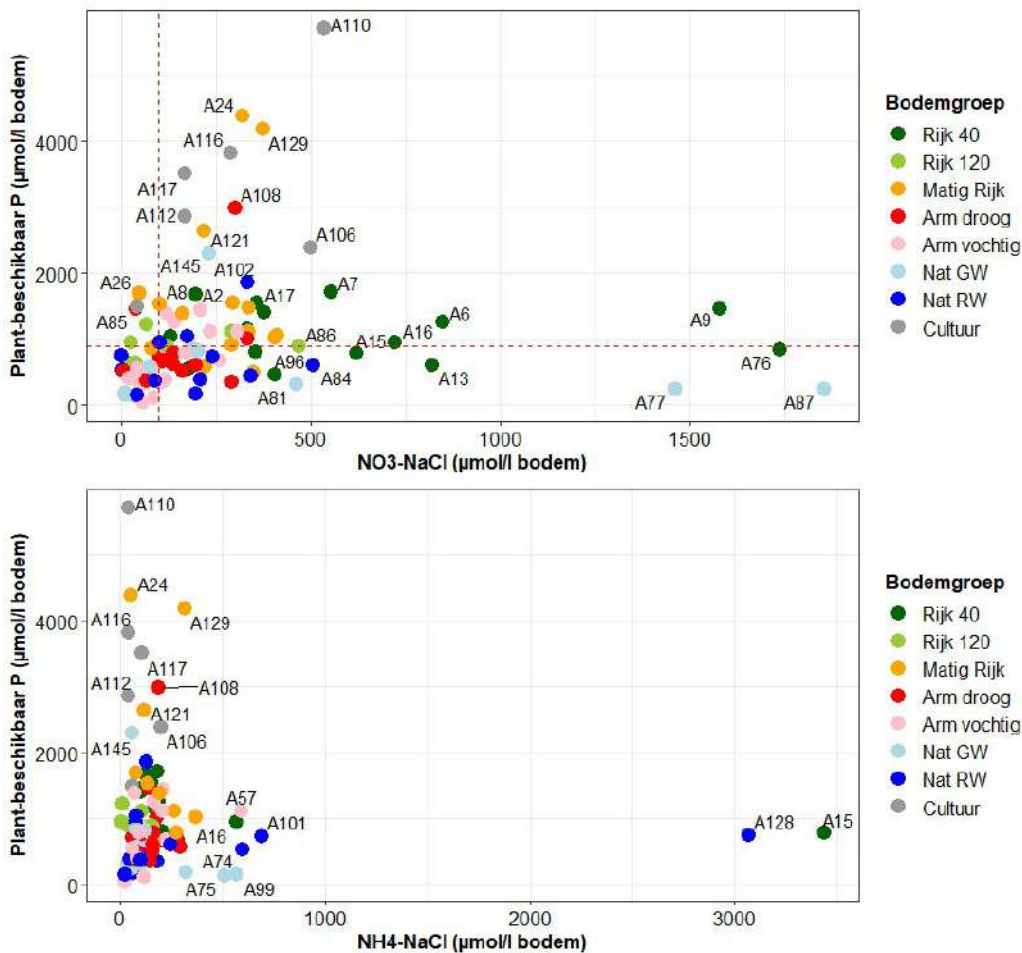 A110
A24
A129
A116
A117
A108
A112
A121
A106
A145
A102
A26
A8
A2
A17
A7
A85
A86
A6
A9
A15
A16
A96
A76
A84
A13
A81
A77
A87
Plant-beschikbaar P (µmol/l bodem)
4000
2000
0
0
500
1000
1500
NO3-NaCl (µmol/l bodem)
Bodemgroep
Rijk 40
Rijk 120
Matig Rijk
Arm droog
Arm vochtig
Nat GW
Nat RW
Cultuur
A110
A24
A116
A129
A117
A112
A108
A121
A145
A106
A57
A16
A101
A128
A15
A74
A75
A99
Plant-beschikbaar P (µmol/l bodem)
4000
2000
0
0
1000
2000
3000
NH4-NaCl (µmol/l bodem)
Bodemgroep
Rijk 40
Rijk 120
Matig Rijk
Arm droog
Arm vochtig
Nat GW
Nat RW
Cultuur